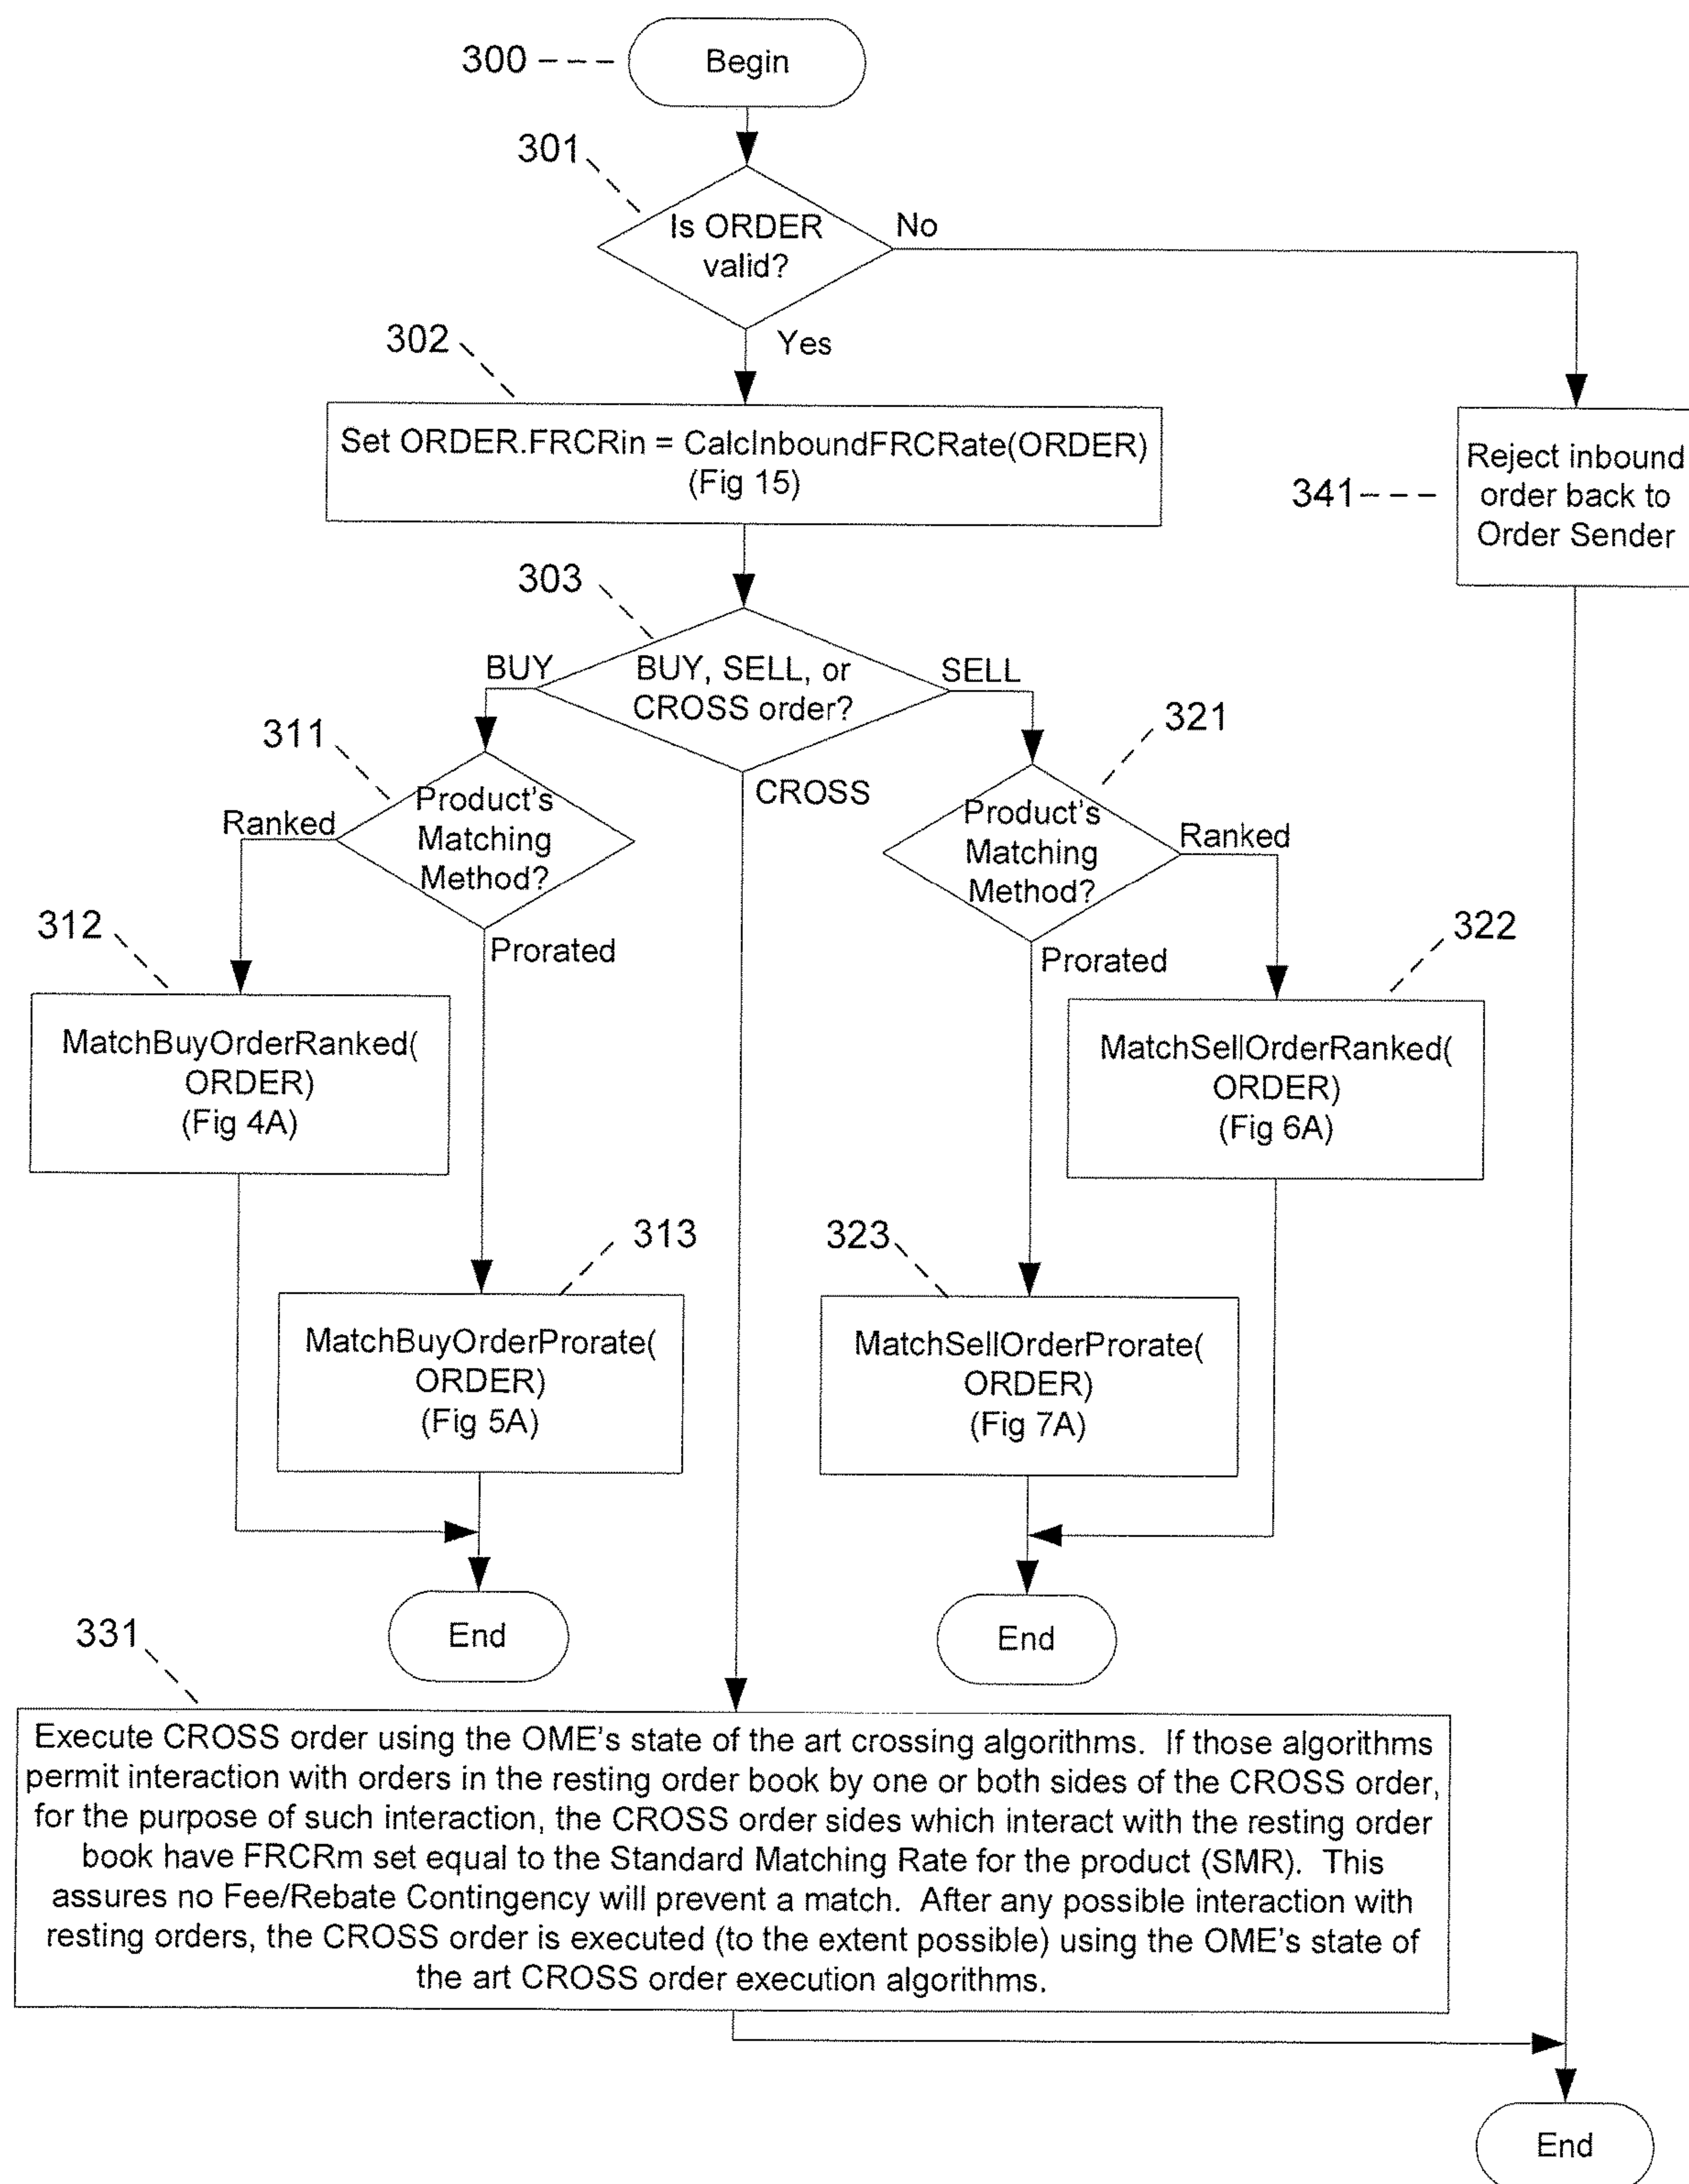 300
Begin
301
Is ORDER
valid?
No
Yes
302
Set ORDER.FRCRin = CalcInboundFRCRate(ORDER)
(Fig 15)
Reject inbound
order back to
Order Sender
341
303
BUY
BUY, SELL, or
CROSS order?
SELL
CROSS
311
Product's
Matching
Method?
Ranked
Prorated
321
Product's
Matching
Method?
Ranked
Prorated
312
MatchBuyOrderRanked(
ORDER)
(Fig 4A)
322
MatchSellOrderRanked(
ORDER)
(Fig 6A)
313
MatchBuyOrderProrate(
ORDER)
(Fig 5A)
323
MatchSellOrderProrate(
ORDER)
(Fig 7A)
End
End
331
Execute CROSS order using the OME's state of the art crossing algorithms. If those algorithms
permit interaction with orders in the resting order book by one or both sides of the CROSS order,
for the purpose of such interaction, the CROSS order sides which interact with the resting order
book have FRCRm set equal to the Standard Matching Rate for the product (SMR). This
assures no Fee/Rebate Contingency will prevent a match. After any possible interaction with
resting orders, the CROSS order is executed (to the extent possible) using the OME's state of
the art CROSS order execution algorithms.
End